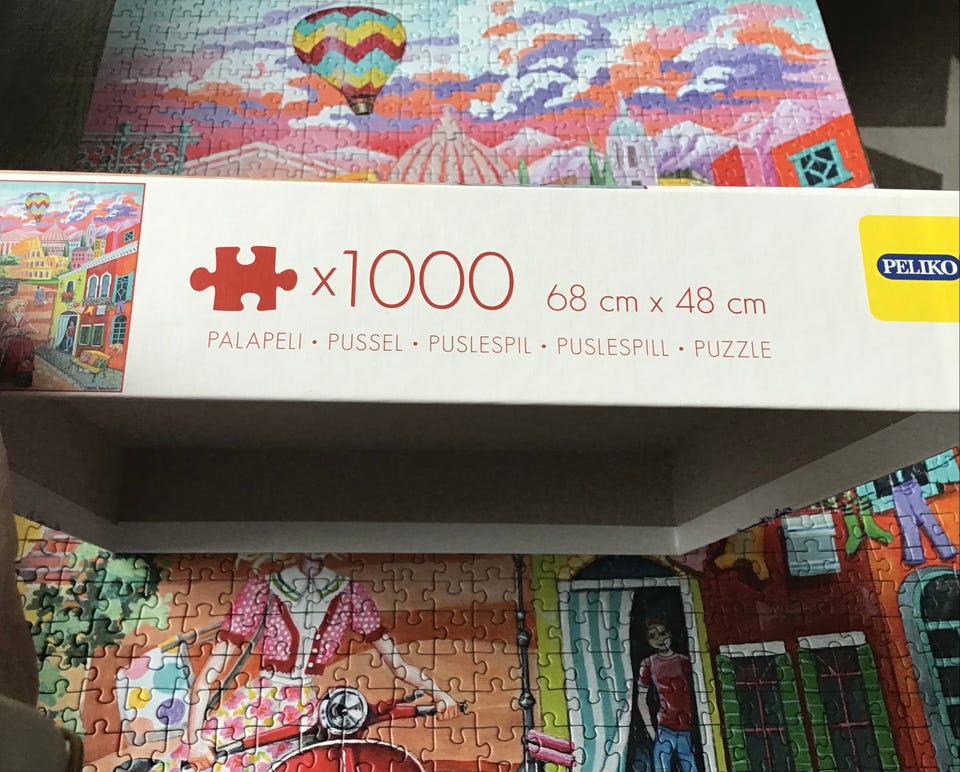 x1000 68 cm x 48 cm
PELIKO
PALAPELI • PUSSEL • PUSLESPIL • PUSLESPILL • PUZZLE